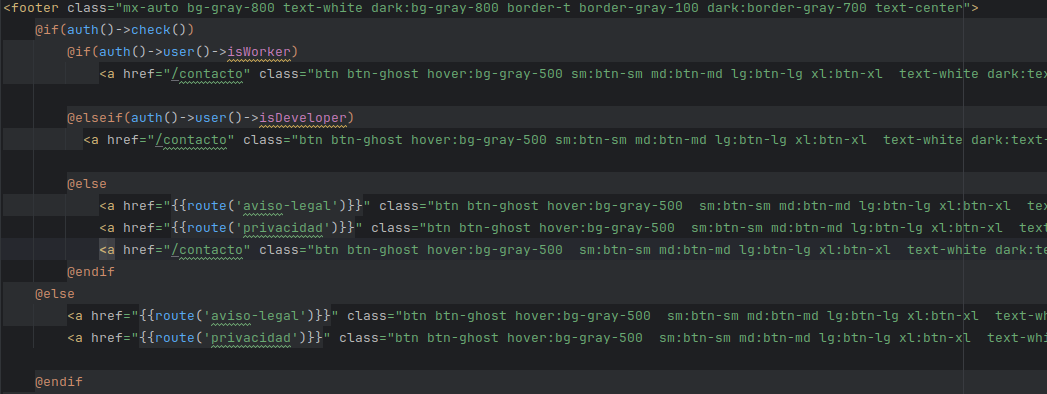 <footer class="mx-auto bg-gray-800 text-white dark:bg-gray-800 border-t border-gray-100 dark:border-gray-700 text-center">
@if(auth()->check())
@if(auth()->user()->isWorker)
<a href="/contacto" class="btn btn-ghost hover:bg-gray-500 sm:btn-sm md:btn-md lg:btn-lg xl:btn-xl  text-white dark:tex
@elseif(auth()->user()->isDeveloper)
<a href="/contacto" class="btn btn-ghost hover:bg-gray-500 sm:btn-sm md:btn-md lg:btn-lg xl:btn-xl  text-white dark:text-
@else
<a href="{{route('aviso-legal')}}" class="btn btn-ghost hover:bg-gray-500  sm:btn-sm md:btn-md lg:btn-lg xl:btn-xl  tex
<a href="{{route('privacidad')}}" class="btn btn-ghost hover:bg-gray-500  sm:btn-sm md:btn-md lg:btn-lg xl:btn-xl  text
<a href="/contacto" class="btn btn-ghost hover:bg-gray-500  sm:btn-sm md:btn-md lg:btn-lg xl:btn-xl  text-white dark:te
@endif
@else
<a href="{{route('aviso-legal')}}" class="btn btn-ghost hover:bg-gray-500  sm:btn-sm md:btn-md lg:btn-lg xl:btn-xl  text-wh
<a href="{{route('privacidad')}}" class="btn btn-ghost hover:bg-gray-500  sm:btn-sm md:btn-md lg:btn-lg xl:btn-xl  text-whi
@endif